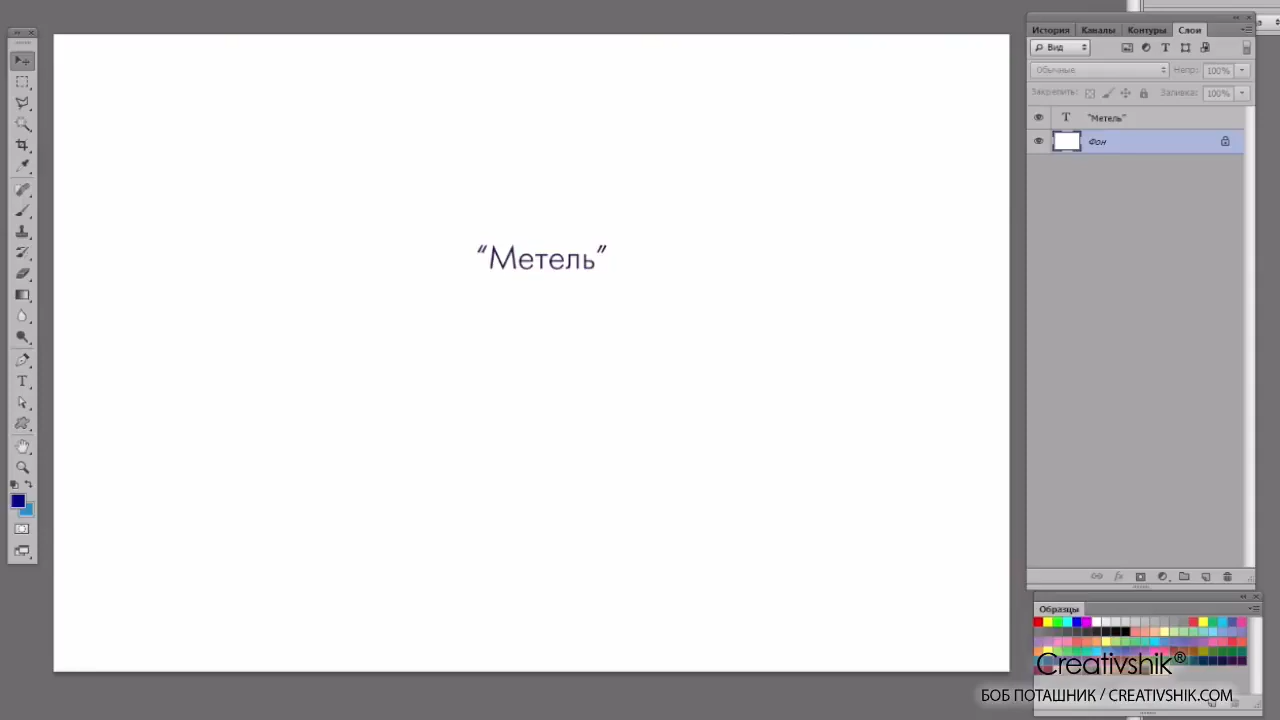 История Каналы Контуры Слои
Вид
Обычные Непр: 100%
Закрепить: Заливка: 100%
T "Метель"
Фон
“Метель”
Образцы
Creativshik®
БОБ ПОТАШНИК / CREATIVSHIK.COM